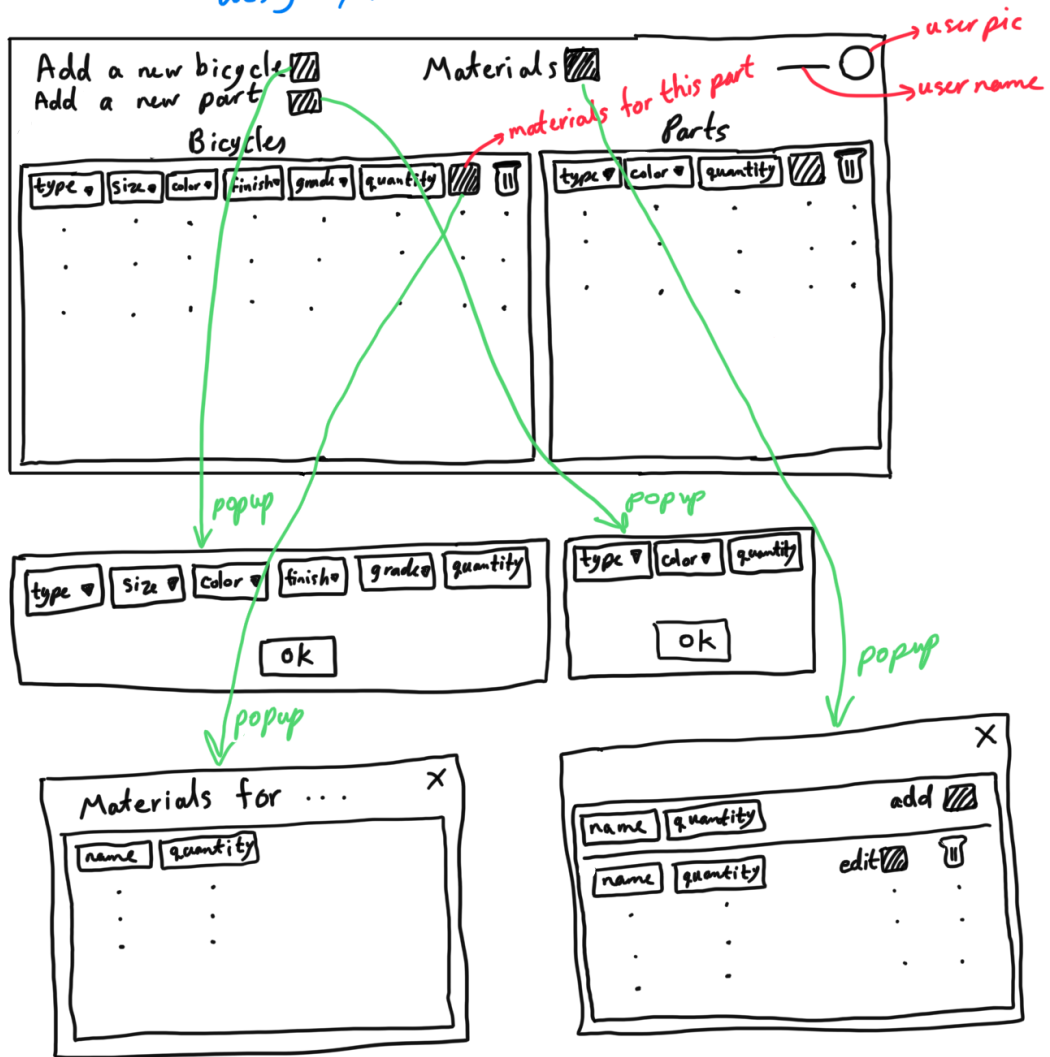 user pic
Add a new bicycle
Materials
user name
Add a new part
materials for this part
Bicycles
Parts
type size color finish grade quantity
type color quantity
popup
popup
type size color finish grade quantity
type color quantity
ok
ok
popup
popup
Materials for ...
X
X
name quantity
add
name quantity
edit
name quantity